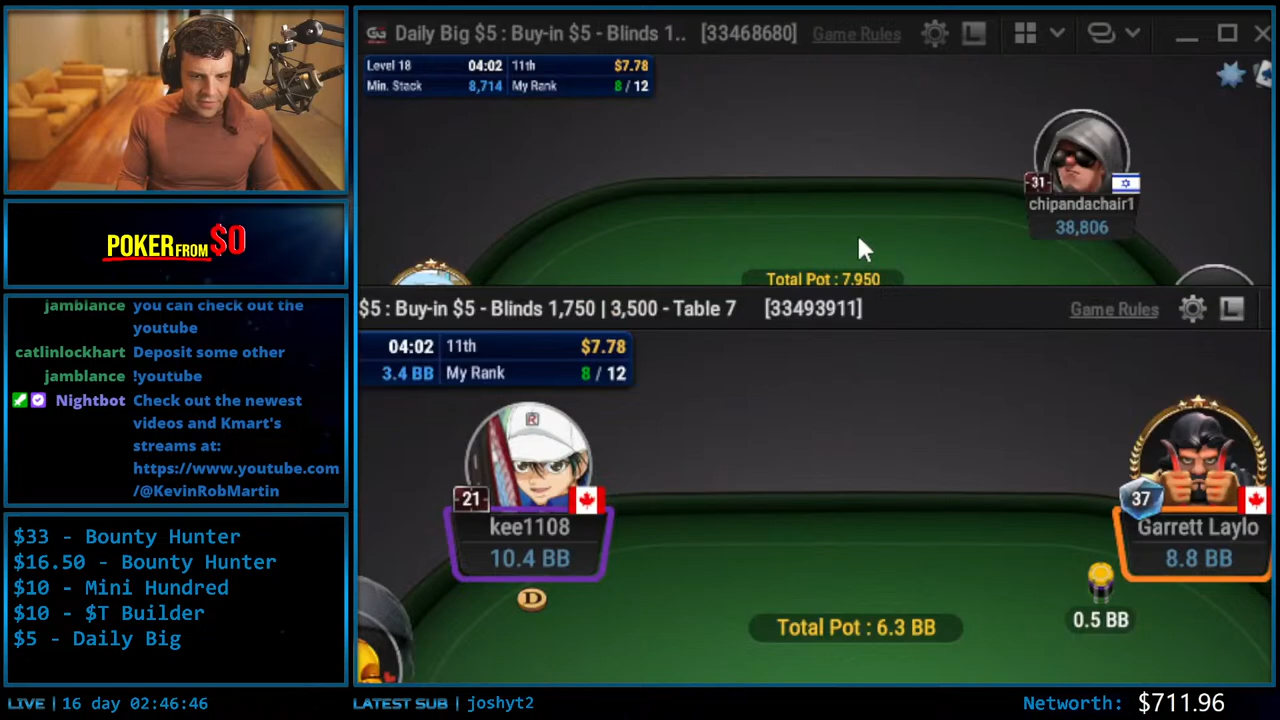 POKER FROM $0
jamblance you can check out the
youtube
catlinlockhart Deposit some other
jamblance !youtube
Nightbot Check out the newest
videos and Kmart's
streams at:
https://www.youtube.com
/@KevinRobMartin
$33 - Bounty Hunter
$16.50 - Bounty Hunter
$10 - Mini Hundred
$10 - $T Builder
$5 - Daily Big
GG Daily Big $5 : Buy-in $5 - Blinds 1.. [33468680] Game Rules
Level 18 04:02 11th $7.78
Min. Stack 8,714 My Rank 8 / 12
31
chipandachair1
38,806
Total Pot : 7,950
$5 : Buy-in $5 - Blinds 1,750 | 3,500 - Table 7 [33493911] Game Rules
04:02 11th $7.78
3.4 BB My Rank 8 / 12
R
21
kee1108
10.4 BB
D
37
Garrett Laylo
8.8 BB
0.5 BB
Total Pot : 6.3 BB
LIVE | 16 day 02:46:46 LATEST SUB | joshyt2 Networth: $711.96